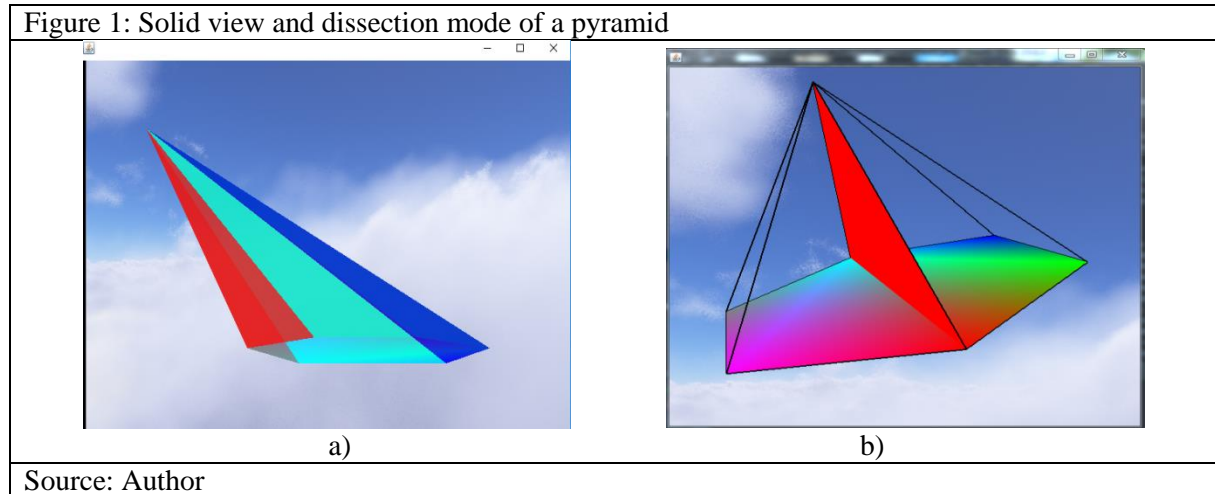 Figure 1: Solid view and dissection mode of a pyramid
a)
b)
Source: Author